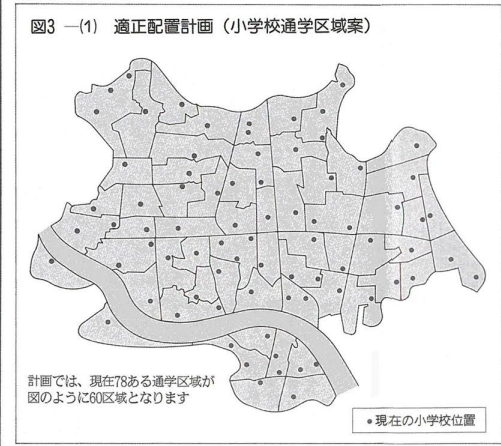 図3 ―(1) 適正配置計画(小学校通学区域案)
計画では、現在78ある通学区域が
図のように60区域となります
●現在の小学校位置